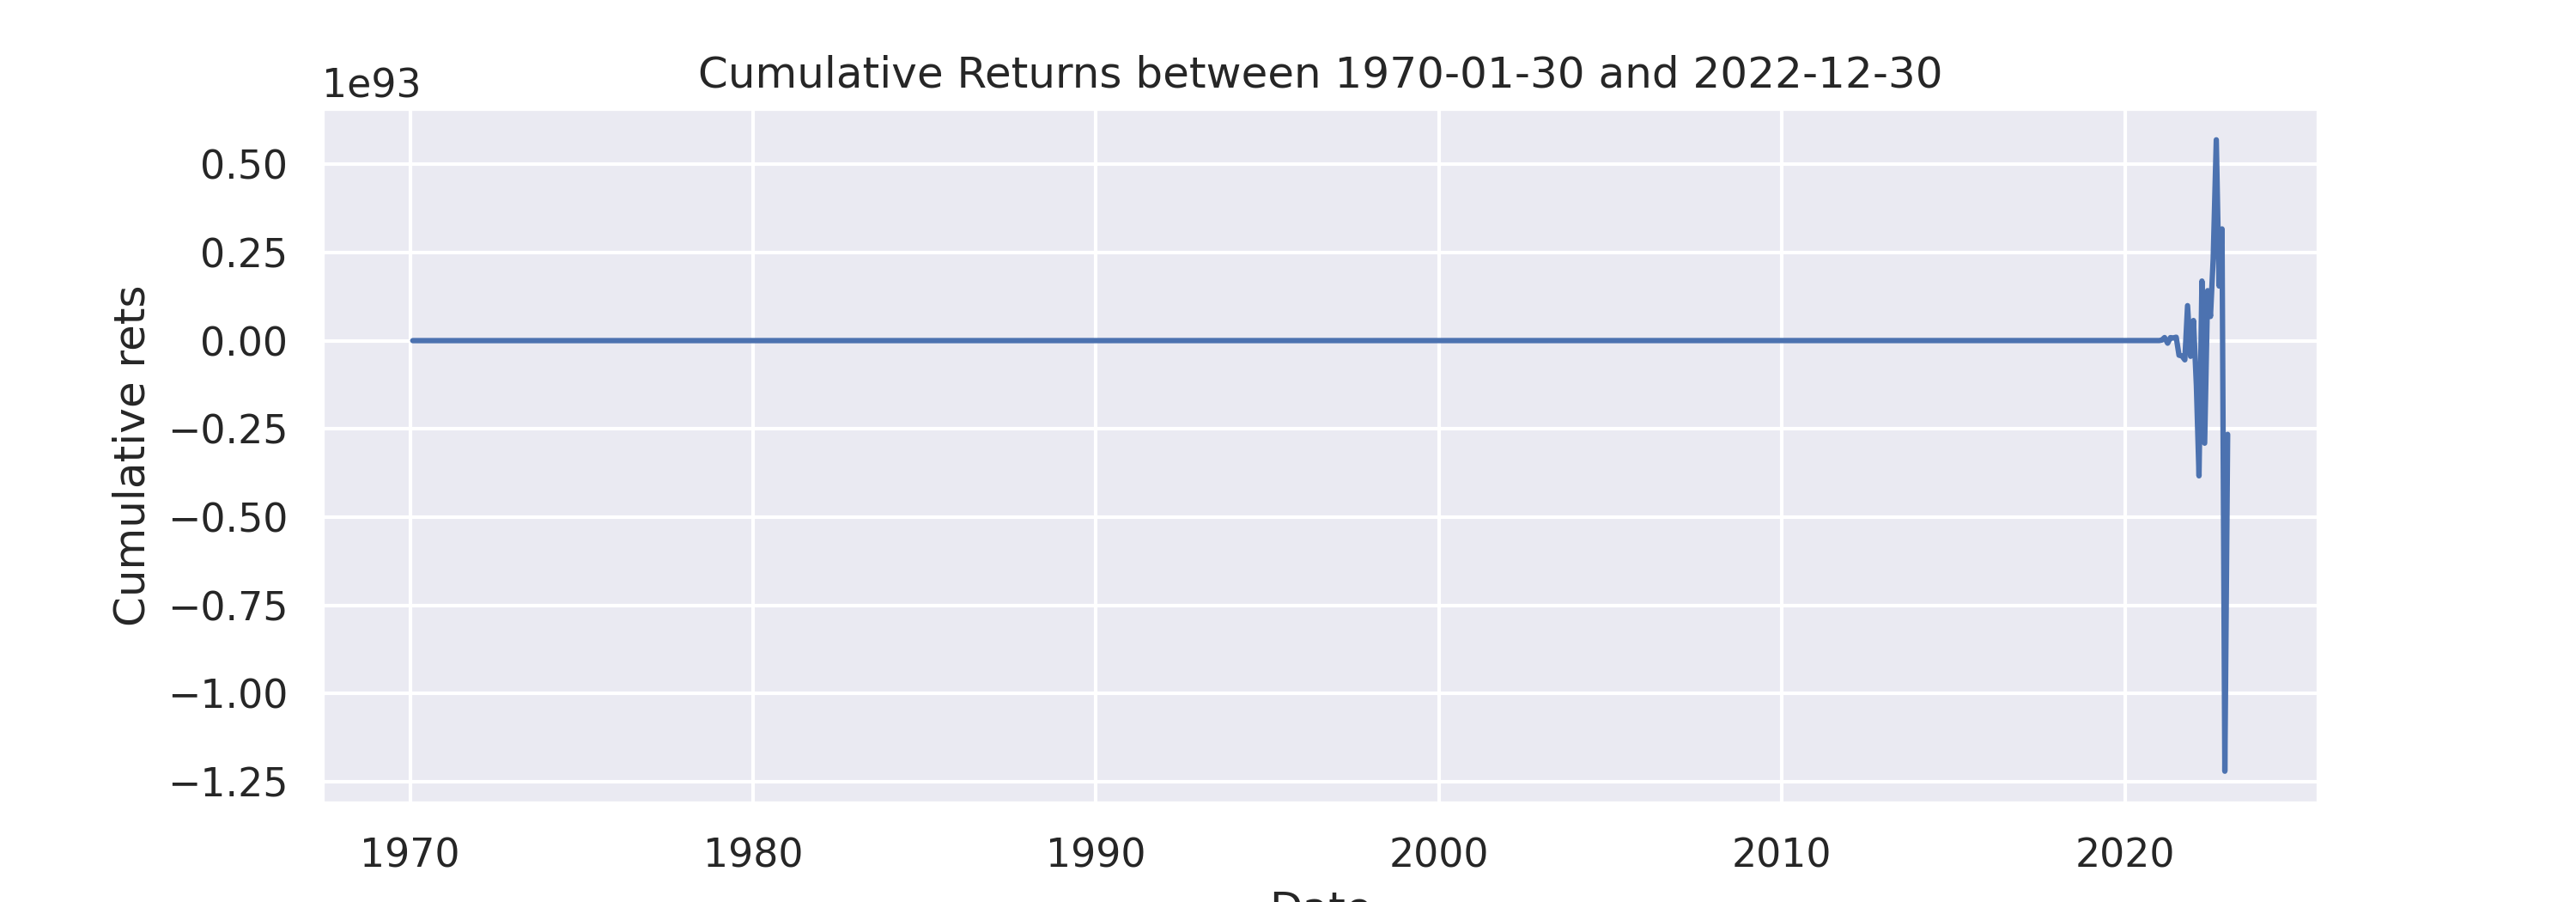 Cumulative Returns between 1970-01-30 and 2022-12-30
1e93
0.50
0.25
0.00
−0.25
−0.50
−0.75
−1.00
−1.25
Cumulative rets
1970 1980 1990 2000 2010 2020
Date